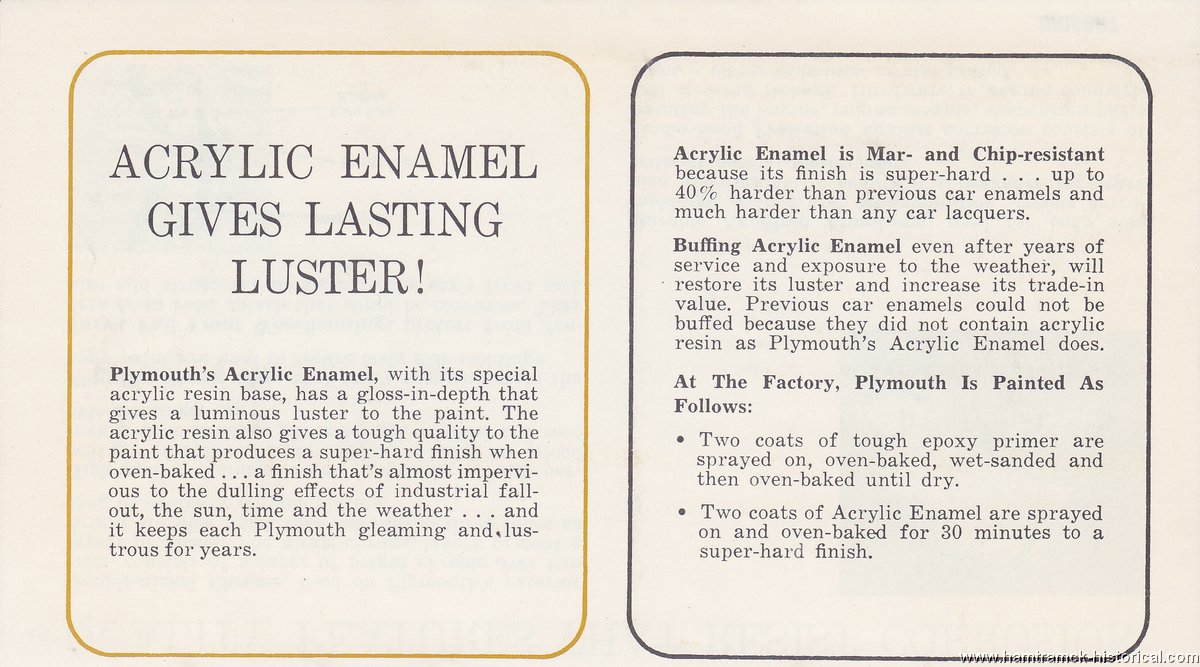 ACRYLIC ENAMEL
GIVES LASTING
LUSTER!
Plymouth's Acrylic Enamel, with its special
acrylic resin base, has a gloss-in-depth that
gives a luminous luster to the paint. The
acrylic resin also gives a tough quality to the
paint that produces a super-hard finish when
oven-baked . . . a finish that's almost impervi-
ous to the dulling effects of industrial fall-
out, the sun, time and the weather . . . and
it keeps each Plymouth gleaming and lus-
trous for years.
Acrylic Enamel is Mar- and Chip-resistant
because its finish is super-hard . . . up to
40% harder than previous car enamels and
much harder than any car lacquers.
Buffing Acrylic Enamel even after years of
service and exposure to the weather, will
restore its luster and increase its trade-in
value. Previous car enamels could not be
buffed because they did not contain acrylic
resin as Plymouth's Acrylic Enamel does.
At The Factory, Plymouth Is Painted As
Follows:
• Two coats of tough epoxy primer are
sprayed on, oven-baked, wet-sanded and
then oven-baked until dry.
• Two coats of Acrylic Enamel are sprayed
on and oven-baked for 30 minutes to a
super-hard finish.
www.hamtramck-historical.com